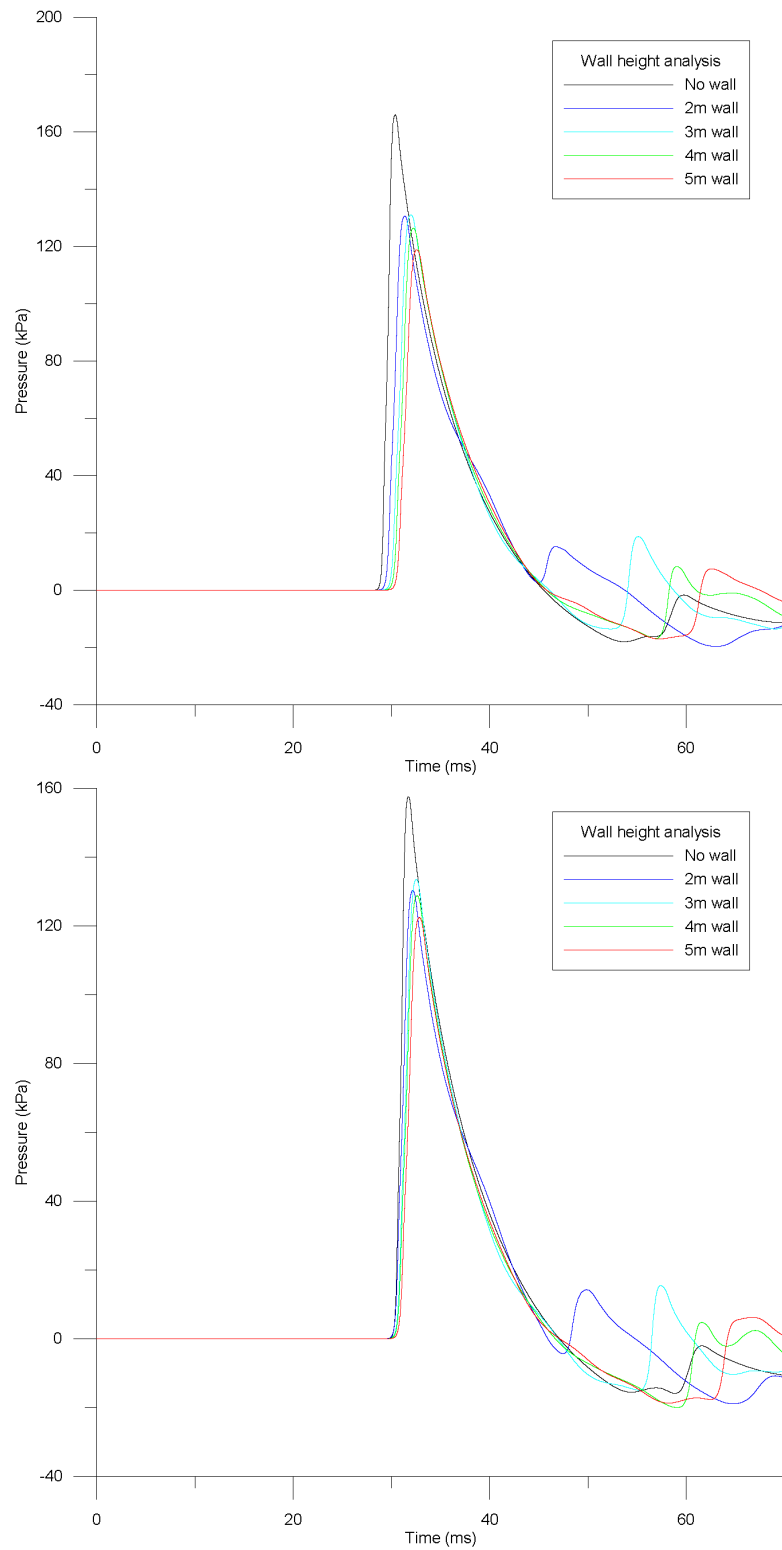 200
Wall height analysis
No wall
2m wall
160
3m wall
4m wall
5m wall
120
Pressure (kPa)
80
40
0
-40
0 20 40 60
Time (ms)
160
Wall height analysis
No wall
2m wall
3m wall
120
4m wall
5m wall
80
Pressure (kPa)
40
0
-40
0 20 40 60
Time (ms)